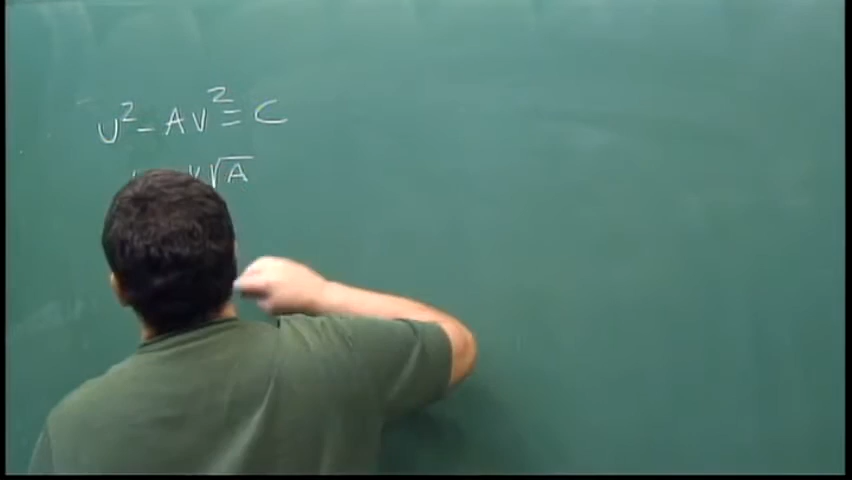 U² - AV² = C
V√A